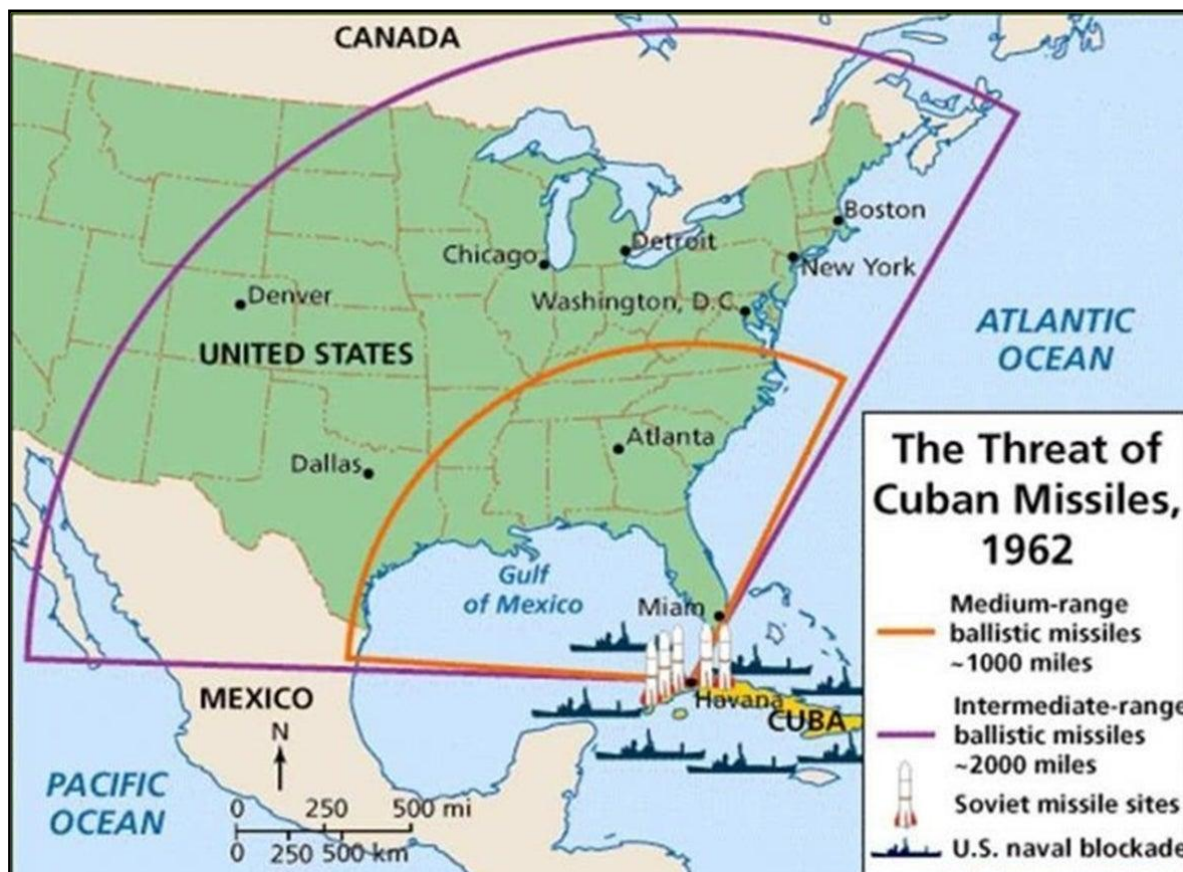 CANADA
Boston
Detroit
Chicago
New York
Washington, D.C.
Denver
ATLANTIC
OCEAN
UNITED STATES
Atlanta
Dallas
Gulf
of Mexico
Miam
Havana
CUBA
MEXICO
N
PACIFIC
OCEAN
0 250 500 mi
0 250 500 km
The Threat of
Cuban Missiles,
1962
Medium-range
ballistic missiles
~1000 miles
Intermediate-range
ballistic missiles
~2000 miles
Soviet missile sites
U.S. naval blockade